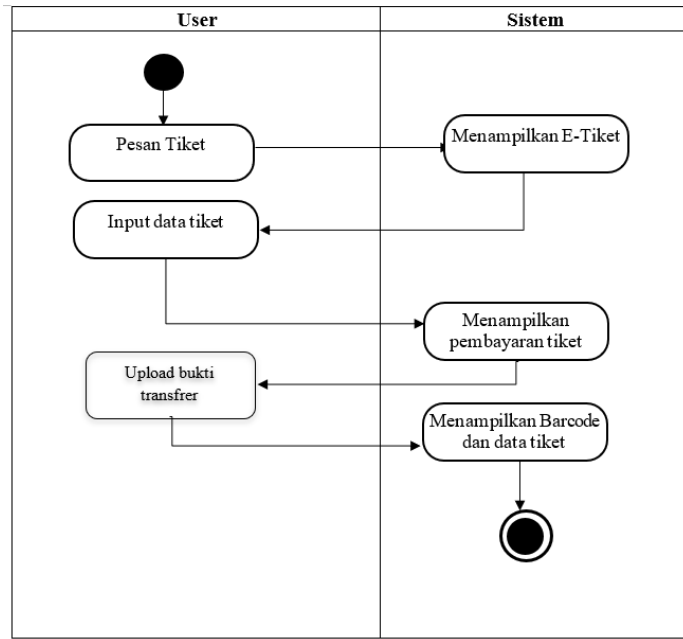 User
Sistem
Pesan Tiket
Menampilkan E-Tiket
Input data tiket
Menampilkan
pembayaran tiket
Upload bukti
transfrer
Menampilkan Barcode
dan data tiket